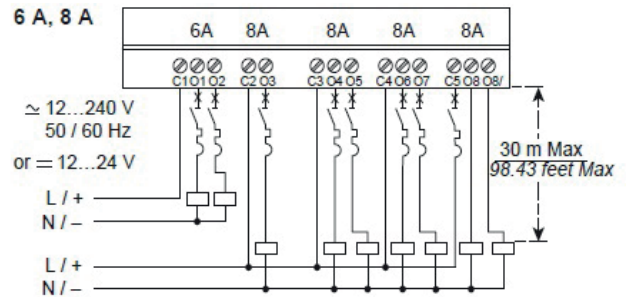 6 A, 8 A
6A 8A 8A 8A 8A
C1 O1 O2 C2 O3 C3 O4 O5 C4 O6 O7 C5 O8 O8/
≃ 12...240 V
50 / 60 Hz
or ⎓ 12...24 V
30 m Max
98.43 feet Max
L / +
N / –
L / +
N / –